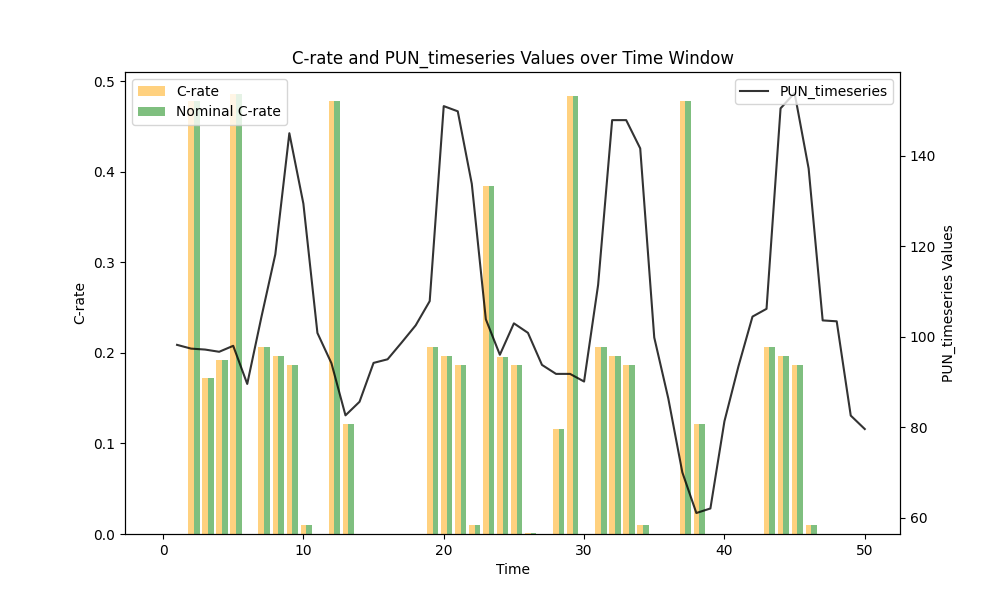 C-rate and PUN_timeseries Values over Time Window
C-rate
Nominal C-rate
PUN_timeseries
0.5
0.4
0.3
0.2
0.1
0.0
C-rate
140
120
100
80
60
PUN_timeseries Values
0 10 20 30 40 50
Time